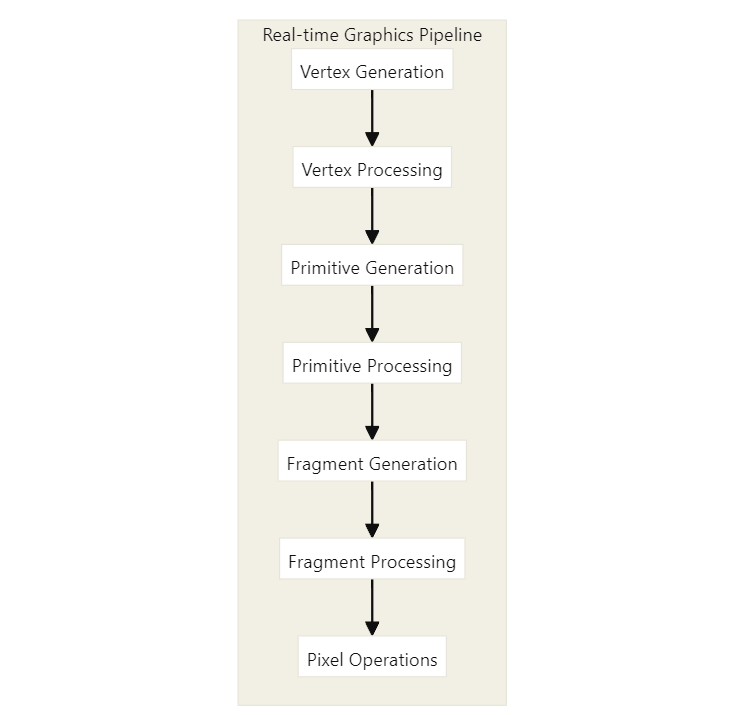 Real-time Graphics Pipeline
Vertex Generation
Vertex Processing
Primitive Generation
Primitive Processing
Fragment Generation
Fragment Processing
Pixel Operations